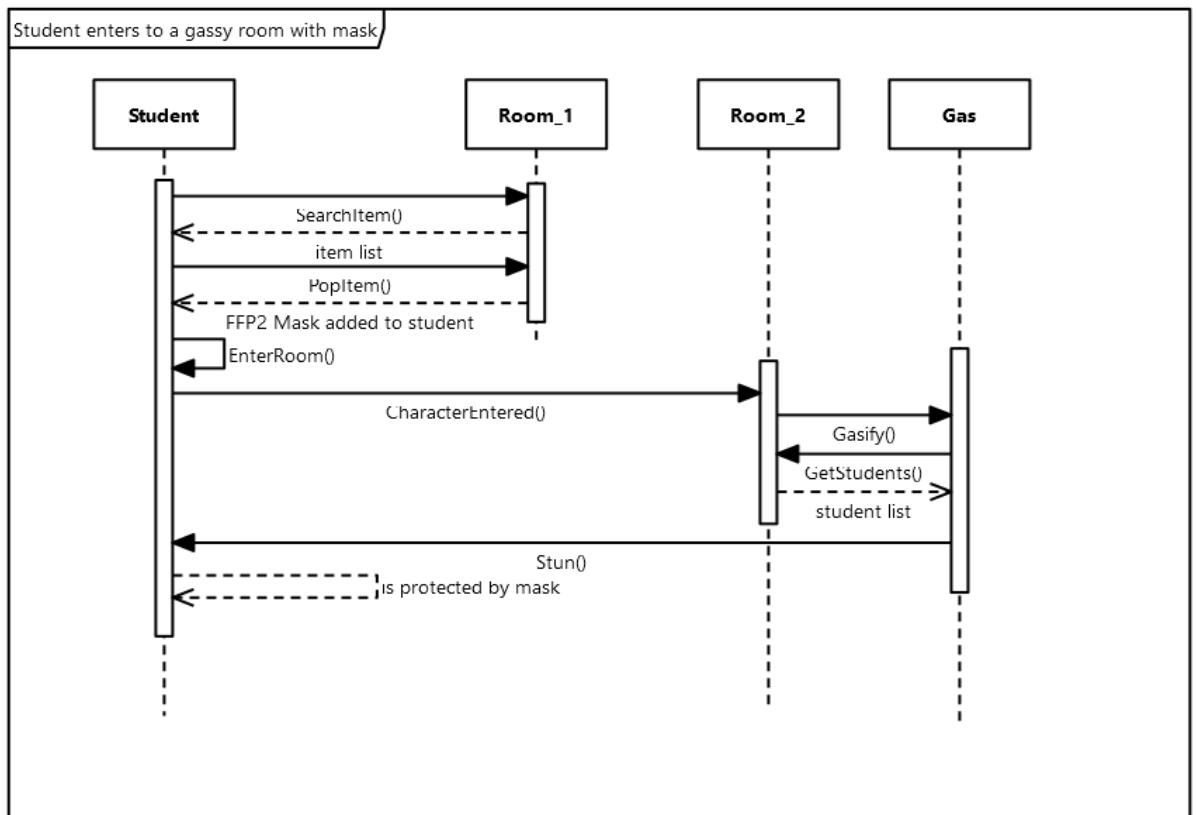 Student enters to a gassy room with mask
Student
Room_1
Room_2
Gas
SearchItem()
item list
PopItem()
FFP2 Mask added to student
EnterRoom()
CharacterEntered()
Gasify()
GetStudents()
student list
Stun()
is protected by mask